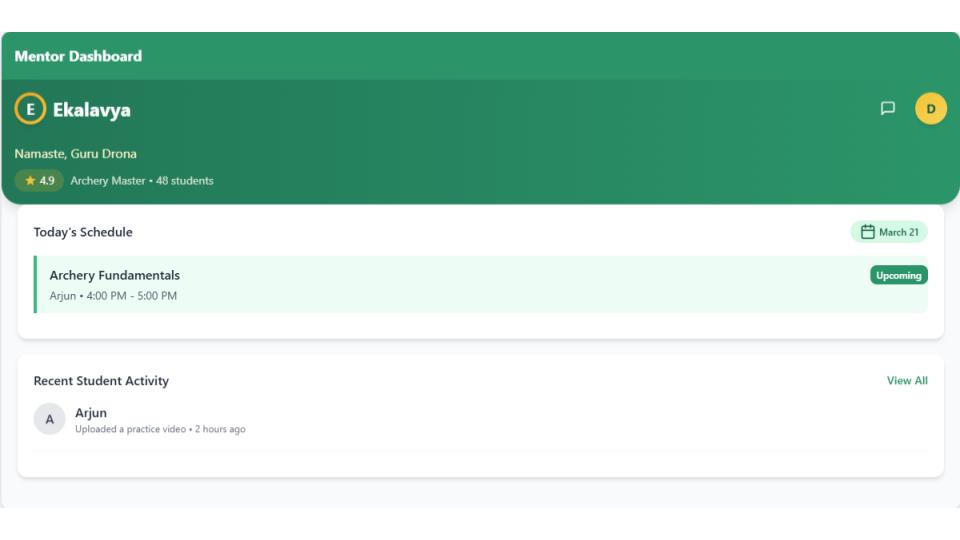 Mentor Dashboard
E Ekalavya
D
Namaste, Guru Drona
4.9 Archery Master • 48 students
Today's Schedule
March 21
Archery Fundamentals
Upcoming
Arjun • 4:00 PM - 5:00 PM
Recent Student Activity
View All
A
Arjun
Uploaded a practice video • 2 hours ago